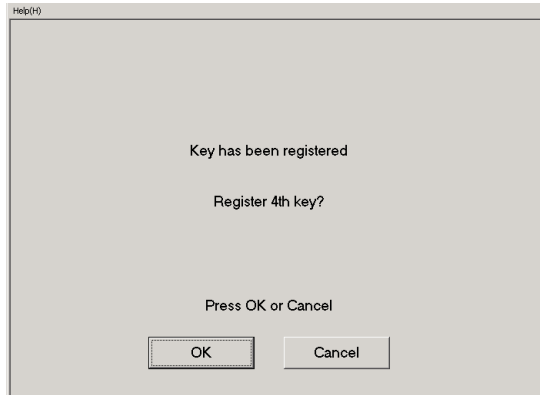 Help(H)
Key has been registered
Register 4th key?
Press OK or Cancel
OK
Cancel